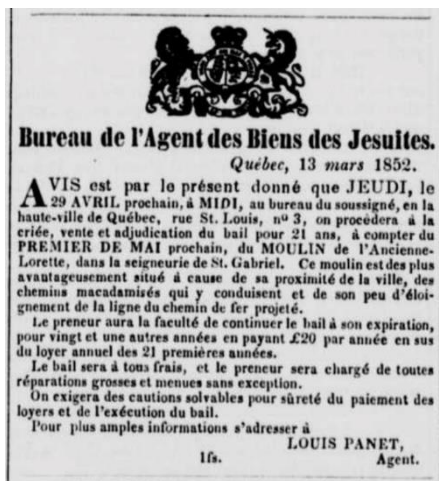 Bureau de l'Agent des Biens des Jesuites.
Québec, 13 mars 1852.
AVIS est par le présent donné que JEUDI, le
29 AVRIL prochain, à MIDI, au bureau du soussigné, en la
haute-ville de Québec, rue St. Louis, nº 3, on procèdera à la
criée, vente et adjudication du bail pour 21 ans, à compter du
PREMIER DE MAI prochain, du MOULIN de l'Ancienne-
Lorette, dans la seigneurie de St. Gabriel. Ce moulin est des plus
avantageusement situé à cause de sa proximité de la ville, des
chemins macadamisés qui y conduisent et de son peu d'éloi-
gnement de la ligne du chemin de fer projeté.
Le preneur aura la faculté de continuer le bail à son expiration,
pour vingt et une autres années en payant £20 par année en sus
du loyer annuel des 21 premières années.
Le bail sera à tous frais, et le preneur sera chargé de toutes
réparations grosses et menues sans exception.
On exigera des cautions solvables pour sûreté du paiement des
loyers et de l'exécution du bail.
Pour plus amples informations s'adresser à
LOUIS PANET,
1fs. Agent.